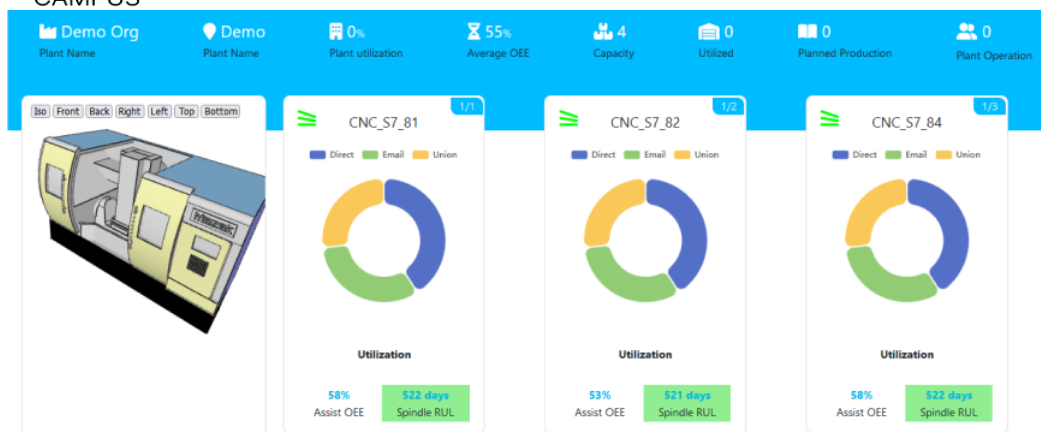 CAMPUS
Demo Org
Plant Name
Demo
Plant Name
0%
Plant utilization
55%
Average OEE
4
Capacity
0
Utilized
0
Planned Production
0
Plant Operation
Iso Front Back Right Left Top Bottom
Mazak
1/1
CNC_S7_81
Direct Email Union
Utilization
58%
Assist OEE
522 days
Spindle RUL
1/2
CNC_S7_82
Direct Email Union
Utilization
53%
Assist OEE
521 days
Spindle RUL
1/3
CNC_S7_84
Direct Email Union
Utilization
58%
Assist OEE
522 days
Spindle RUL